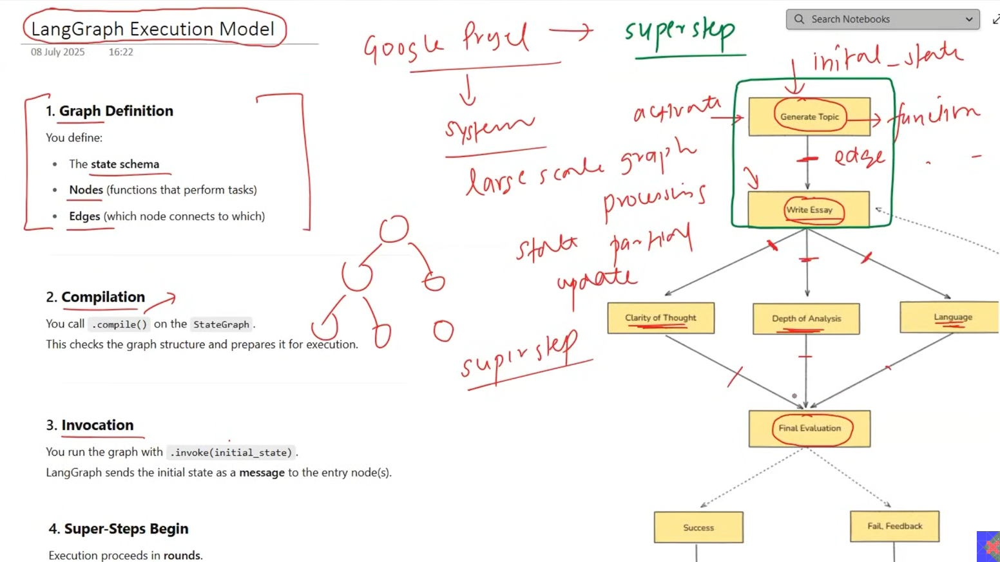 LangGraph Execution Model
08 July 2025 16:22
Search Notebooks
Google Pregel → superstep
system
large scale graph
processing
state partial
update
superstep
inital_state
activate
function
edge
1. Graph Definition
You define:
• The state schema
• Nodes (functions that perform tasks)
• Edges (which node connects to which)
2. Compilation
You call .compile() on the StateGraph.
This checks the graph structure and prepares it for execution.
3. Invocation
You run the graph with .invoke(initial_state).
LangGraph sends the initial state as a message to the entry node(s).
4. Super-Steps Begin
Execution proceeds in rounds.
Generate Topic
Write Essay
Clarity of Thought
Depth of Analysis
Language
Final Evaluation
Success
Fail, Feedback